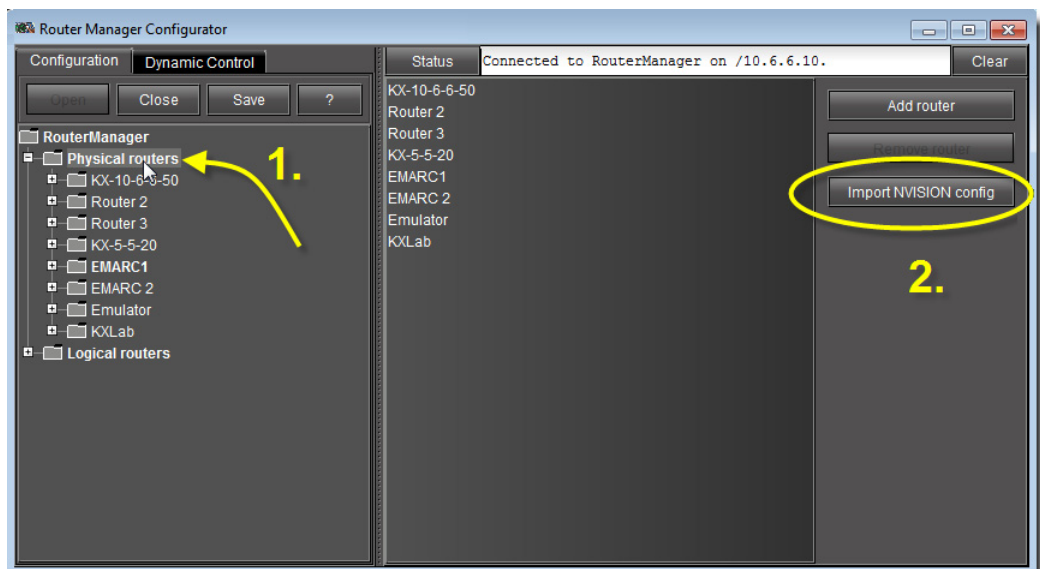 Router Manager Configurator
Configuration Dynamic Control
Open Close Save ?
RouterManager
Physical routers
KX-10-6-6-50
Router 2
Router 3
KX-5-5-20
EMARC1
EMARC 2
Emulator
KXLab
Logical routers
1.
Status Connected to RouterManager on /10.6.6.10. Clear
KX-10-6-6-50
Router 2
Router 3
KX-5-5-20
EMARC1
EMARC 2
Emulator
KXLab
Add router
Remove router
Import NVISION config
2.